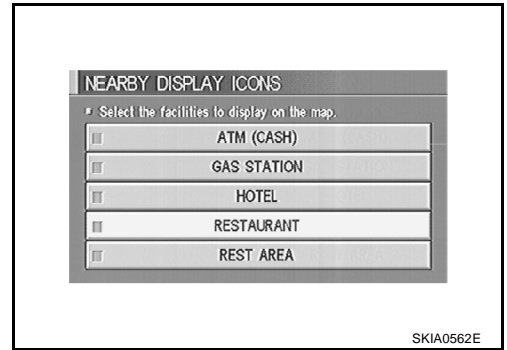 NEARBY DISPLAY ICONS
Select the facilities to display on the map.
ATM (CASH)
GAS STATION
HOTEL
RESTAURANT
REST AREA
SKIA0562E